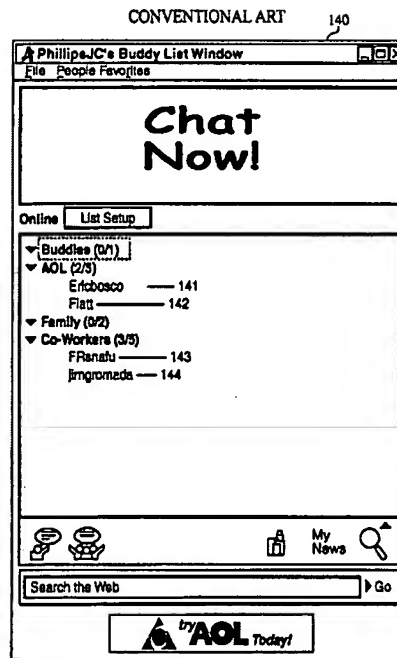 CONVENTIONAL ART
140
PhillipsJC's Buddy List Window
File People Favorites
Chat
Now!
Online List Setup
Buddies (0/1)
AOL (2/5)
Ericbosco 141
Flatt 142
Family (0/2)
Co-Workers (3/5)
FRanafu 143
jimgromada 144
My
News
Search the Web Go
try AOL Today!